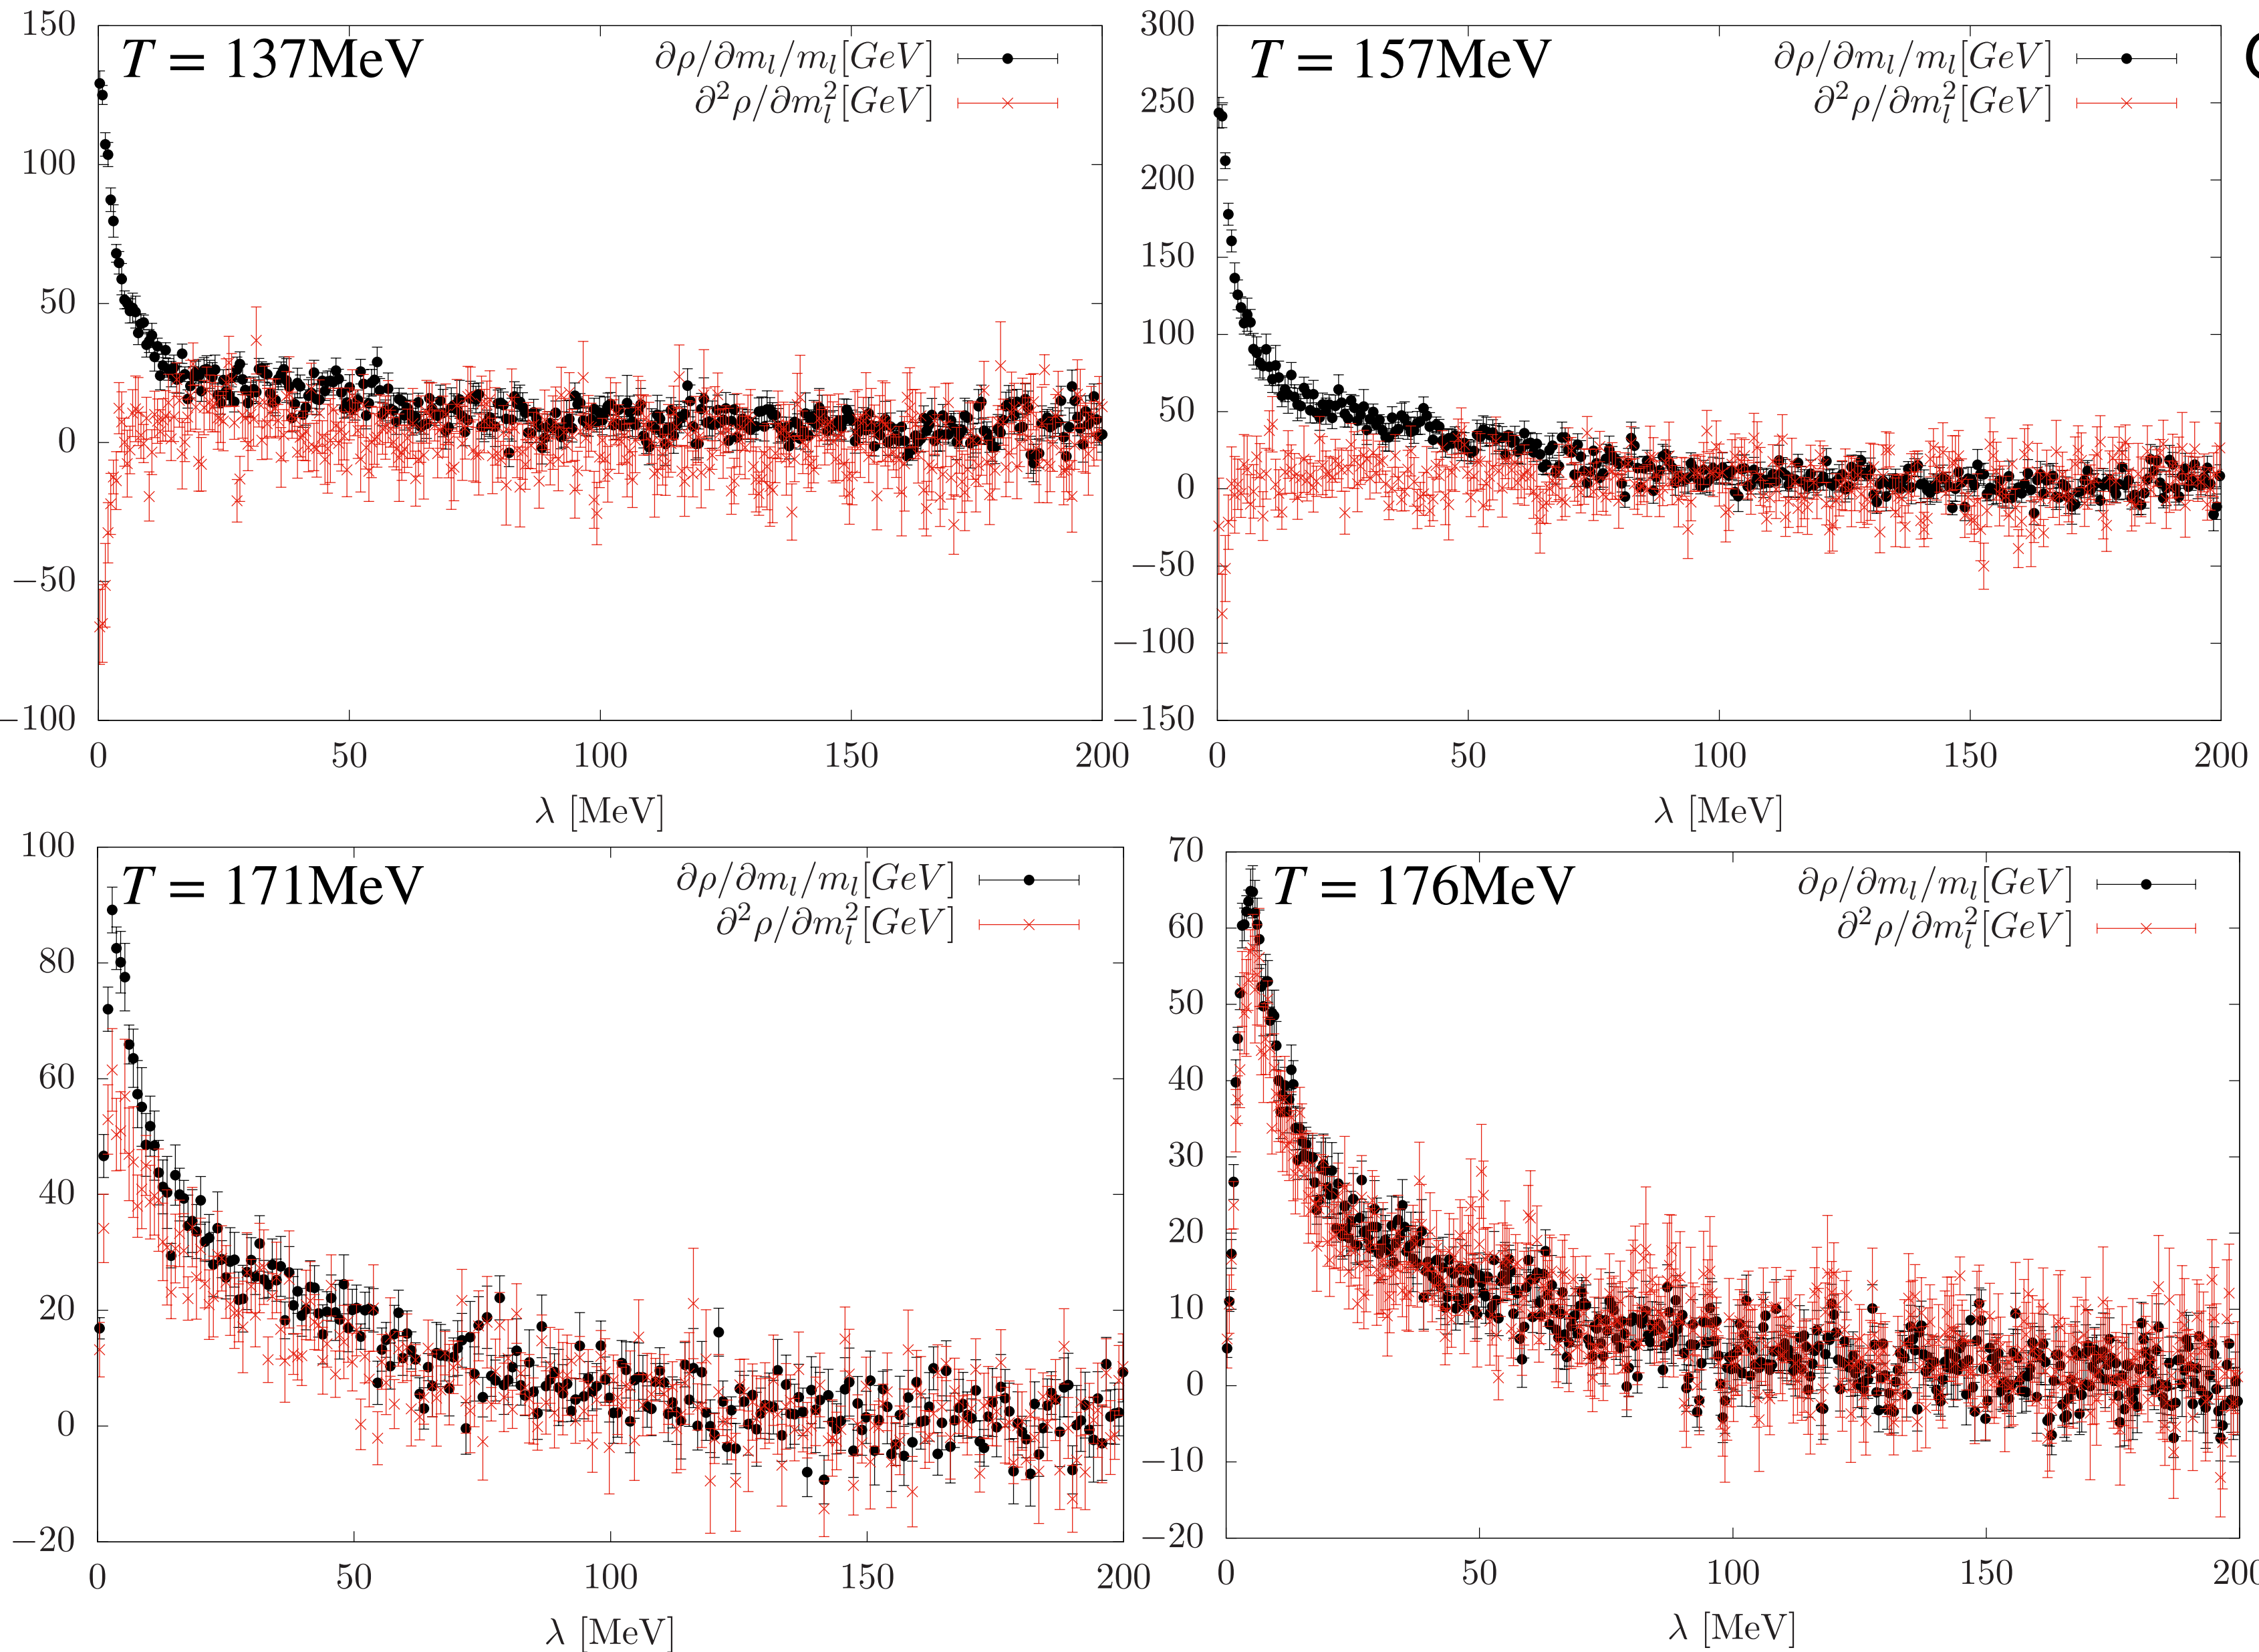 T = 137MeV
∂ρ/∂m_l/m_l[GeV]
∂²ρ/∂m_l²[GeV]
150
100
50
0
−50
−100
0 50 100 150 200
λ [MeV]
T = 157MeV
∂ρ/∂m_l/m_l[GeV]
∂²ρ/∂m_l²[GeV]
300
250
200
150
100
50
0
−50
−100
−150
0 50 100 150 200
λ [MeV]
T = 171MeV
∂ρ/∂m_l/m_l[GeV]
∂²ρ/∂m_l²[GeV]
100
80
60
40
20
0
−20
0 50 100 150 200
λ [MeV]
T = 176MeV
∂ρ/∂m_l/m_l[GeV]
∂²ρ/∂m_l²[GeV]
70
60
50
40
30
20
10
0
−10
−20
0 50 100 150 200
λ [MeV]